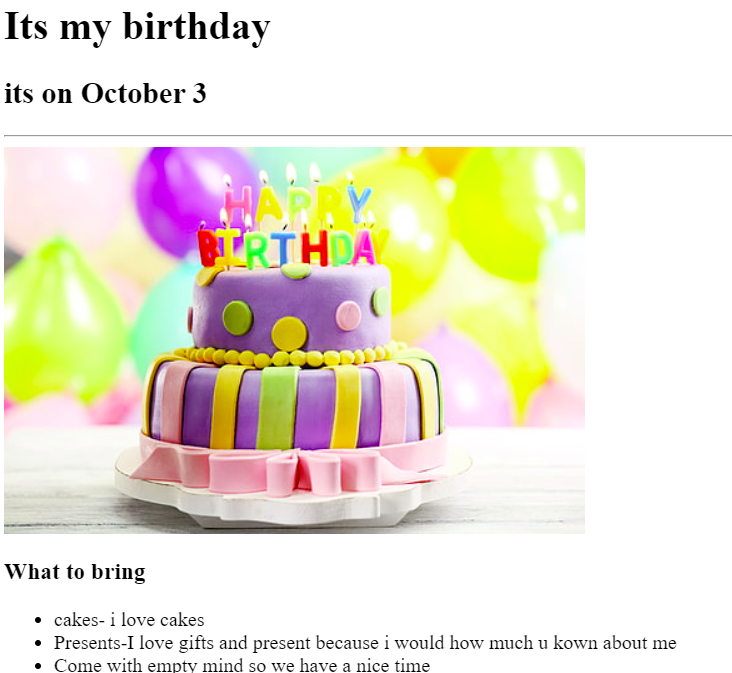 Its my birthday
its on October 3
HAPPY
BIRTHDAY
What to bring
cakes- i love cakes
Presents-I love gifts and present because i would how much u kown about me
Come with empty mind so we have a nice time